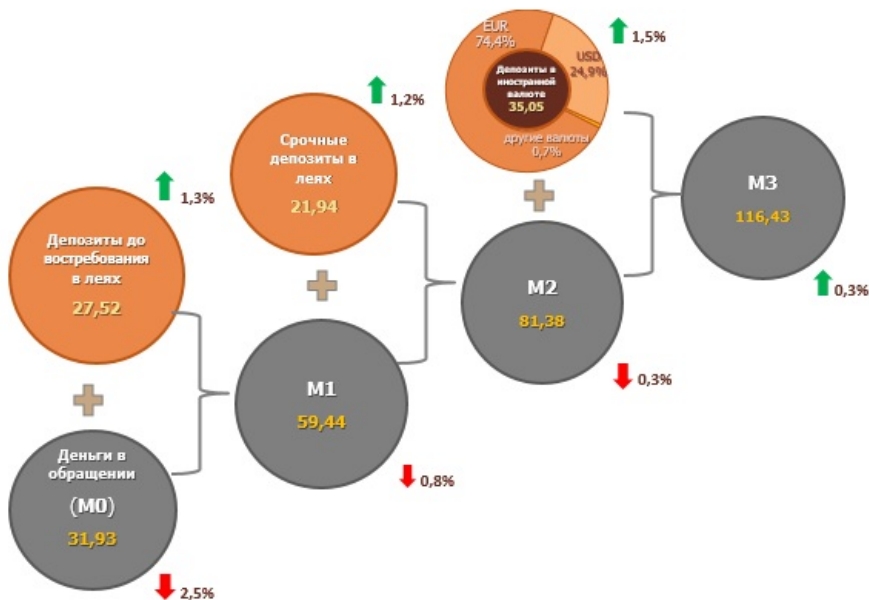 EUR
74,4%
USD
24,9%
Депозиты в
иностранной
валюте
35,05
другие валюты
0,7%
1,5%
1,2%
Срочные
депозиты в
леях
21,94
M3
116,43
0,3%
1,3%
Депозиты до
востребования
в леях
27,52
M2
81,38
0,3%
M1
59,44
0,8%
Деньги в
обращении
(M0)
31,93
2,5%